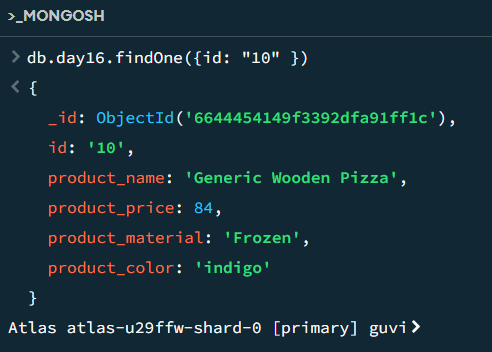 >_MONGOSH
> db.day16.findOne({id: "10" })
< {
_id: ObjectId('6644454149f3392dfa91ff1c'),
id: '10',
product_name: 'Generic Wooden Pizza',
product_price: 84,
product_material: 'Frozen',
product_color: 'indigo'
}
Atlas atlas-u29ffw-shard-0 [primary] guvi>